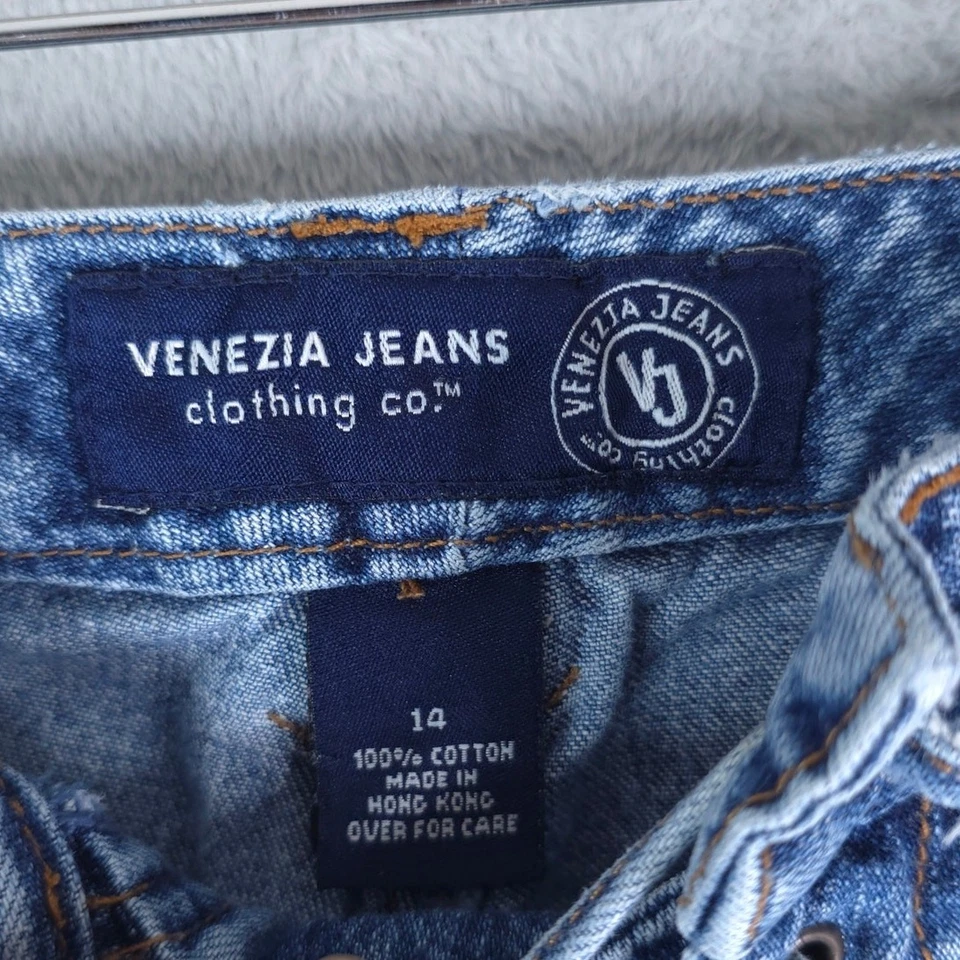 VENEZIA JEANS
clothing co.™
VENEZIA JEANS
clothing co.™
VJ
14
100% COTTON
MADE IN
HONG KONG
OVER FOR CARE